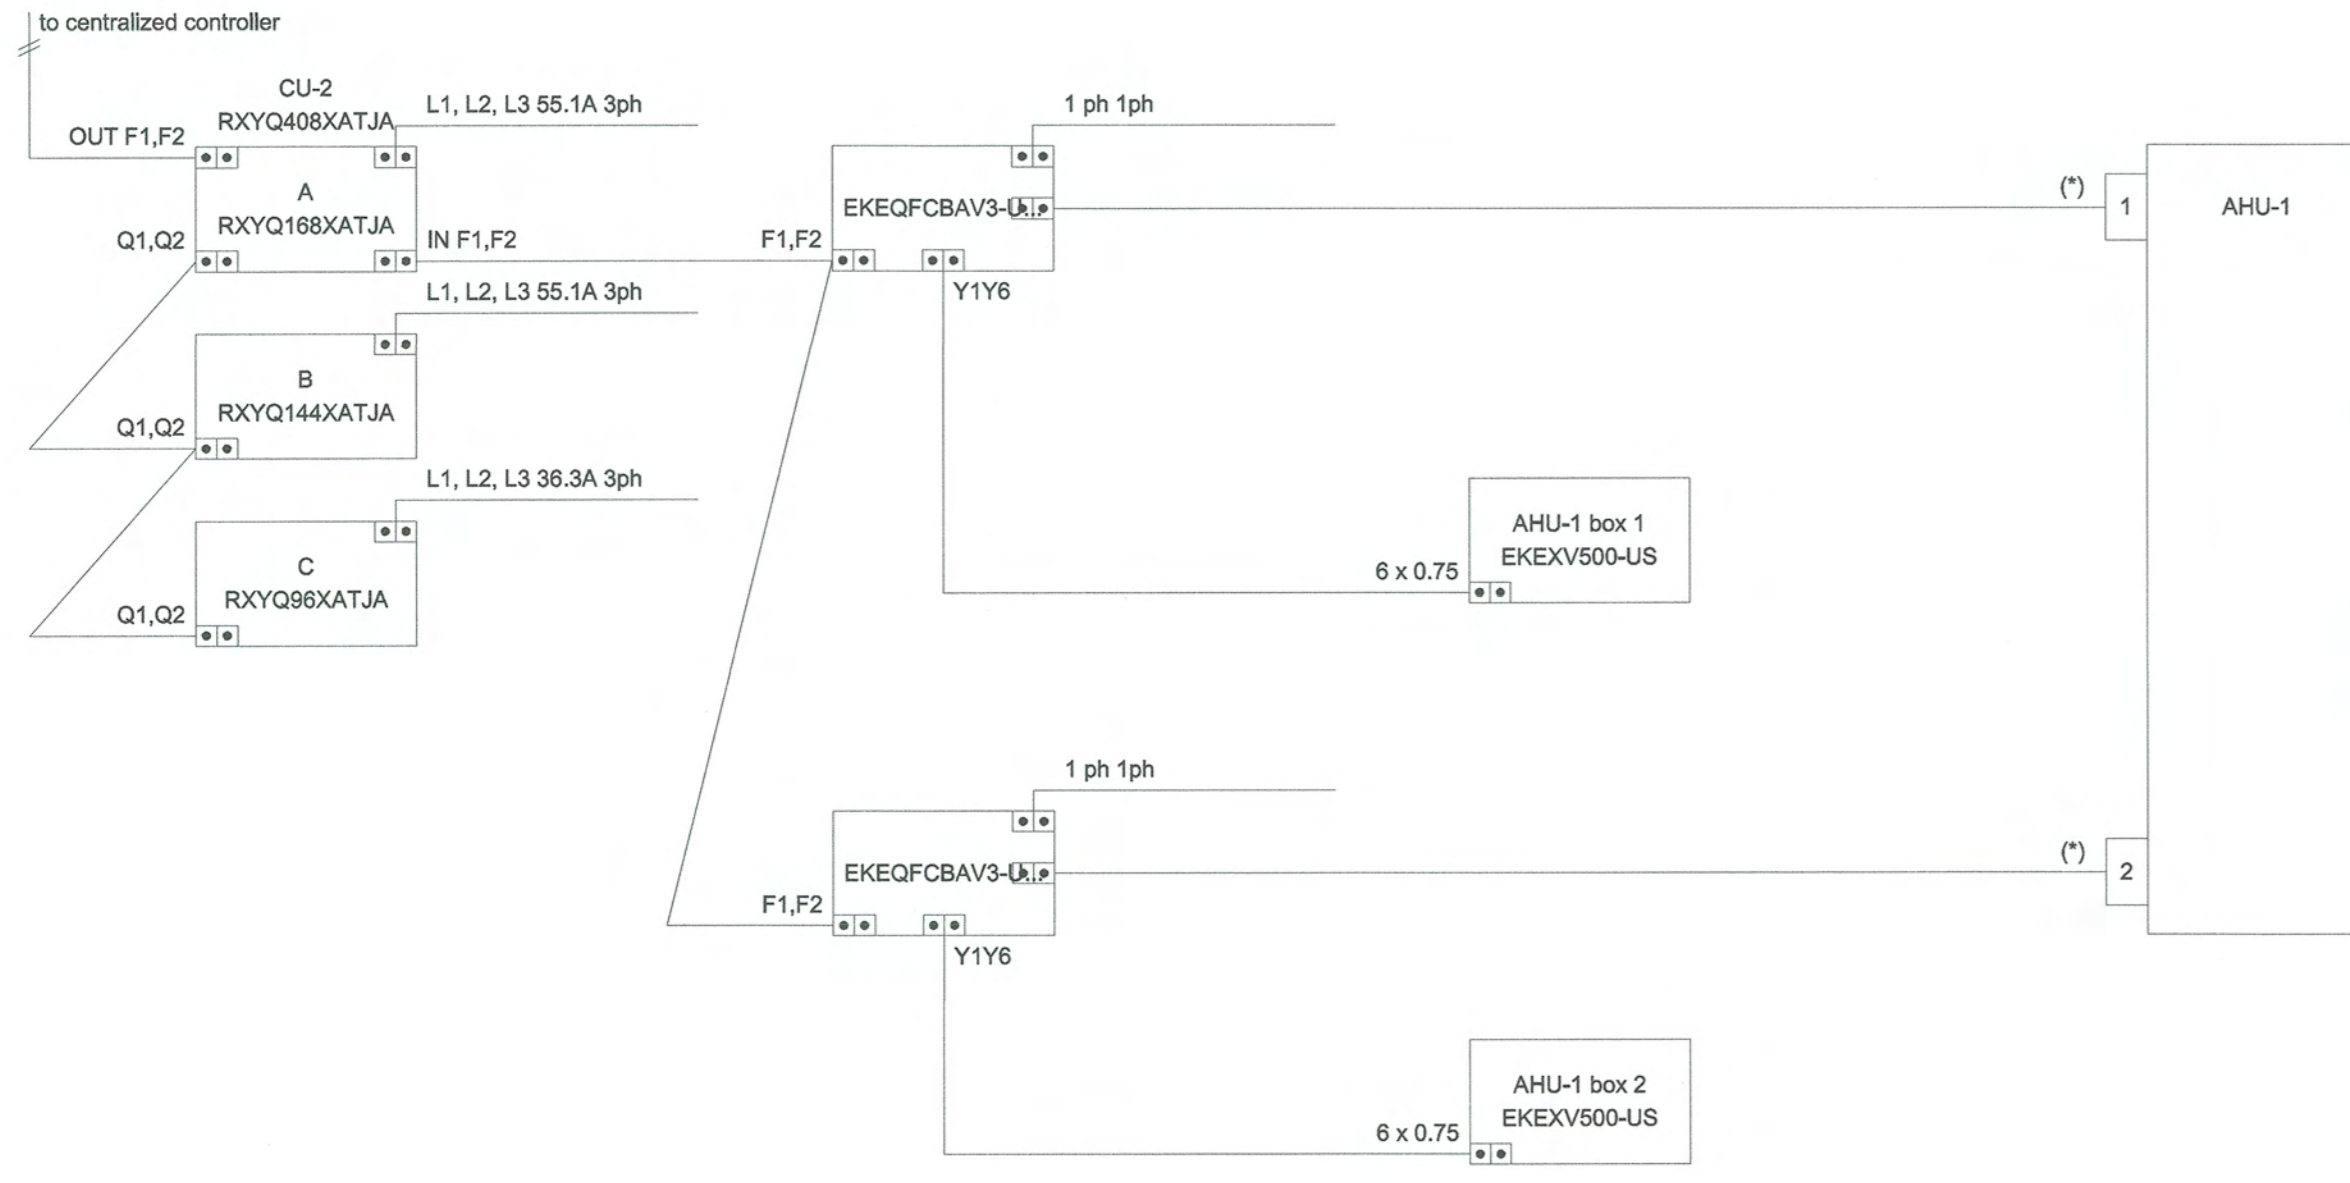 to centralized controller
CU-2
RXYQ408XATJA
L1, L2, L3 55.1A 3ph
OUT F1,F2
A
RXYQ168XATJA
Q1,Q2
IN F1,F2
L1, L2, L3 55.1A 3ph
B
RXYQ144XATJA
Q1,Q2
L1, L2, L3 36.3A 3ph
C
RXYQ96XATJA
Q1,Q2
1 ph 1ph
EKEQFCBAV3-U...
F1,F2
Y1Y6
(*)
1
AHU-1
AHU-1 box 1
EKEXV500-US
6 x 0.75
1 ph 1ph
EKEQFCBAV3-U...
F1,F2
Y1Y6
(*)
2
AHU-1 box 2
EKEXV500-US
6 x 0.75